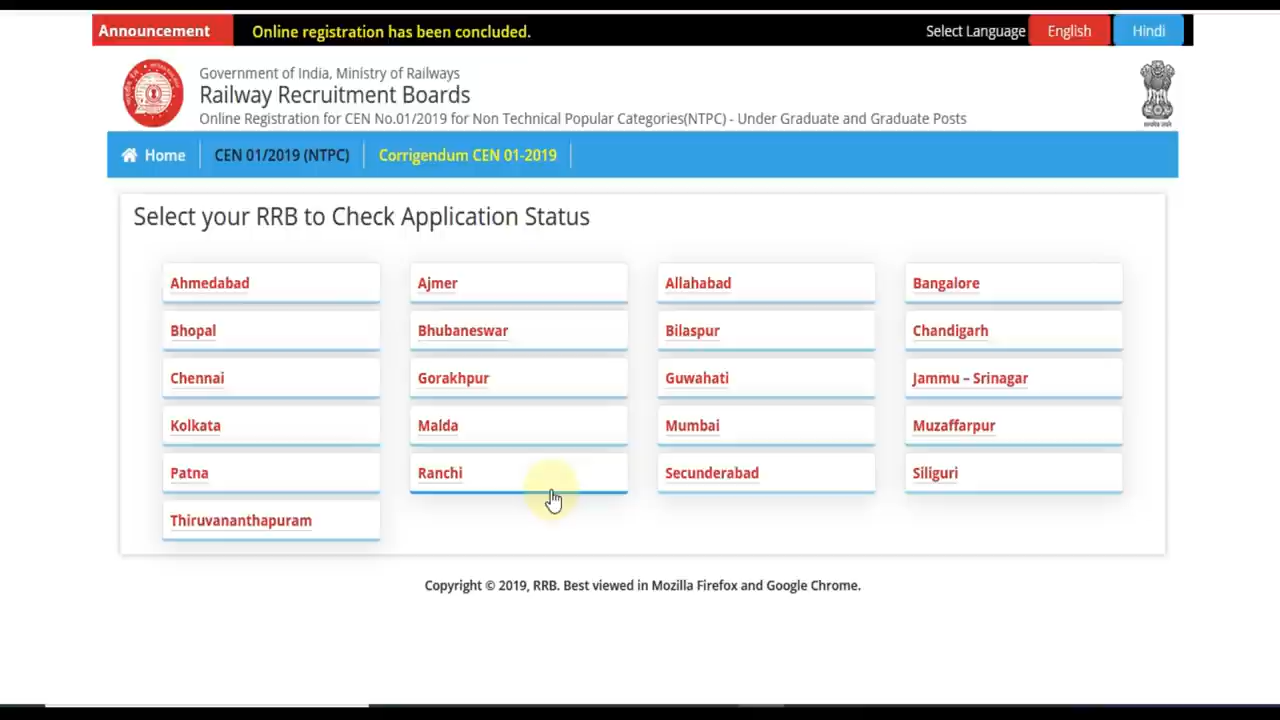 Announcement Online registration has been concluded. Select Language English Hindi
Government of India, Ministry of Railways
Railway Recruitment Boards
Online Registration for CEN No.01/2019 for Non Technical Popular Categories(NTPC) - Under Graduate and Graduate Posts
Home CEN 01/2019 (NTPC) Corrigendum CEN 01-2019
Select your RRB to Check Application Status
Ahmedabad Ajmer Allahabad Bangalore
Bhopal Bhubaneswar Bilaspur Chandigarh
Chennai Gorakhpur Guwahati Jammu – Srinagar
Kolkata Malda Mumbai Muzaffarpur
Patna Ranchi Secunderabad Siliguri
Thiruvananthapuram
Copyright © 2019, RRB. Best viewed in Mozilla Firefox and Google Chrome.